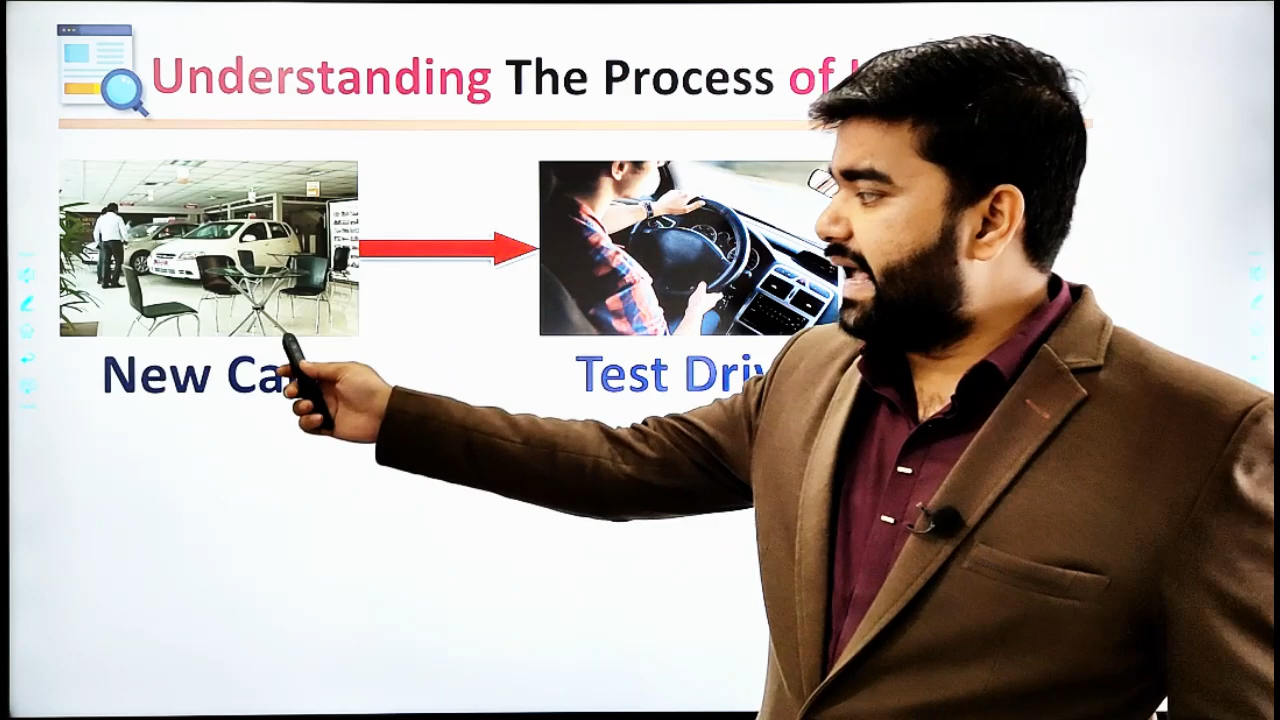 Understanding The Process of
New Ca
Test Driv